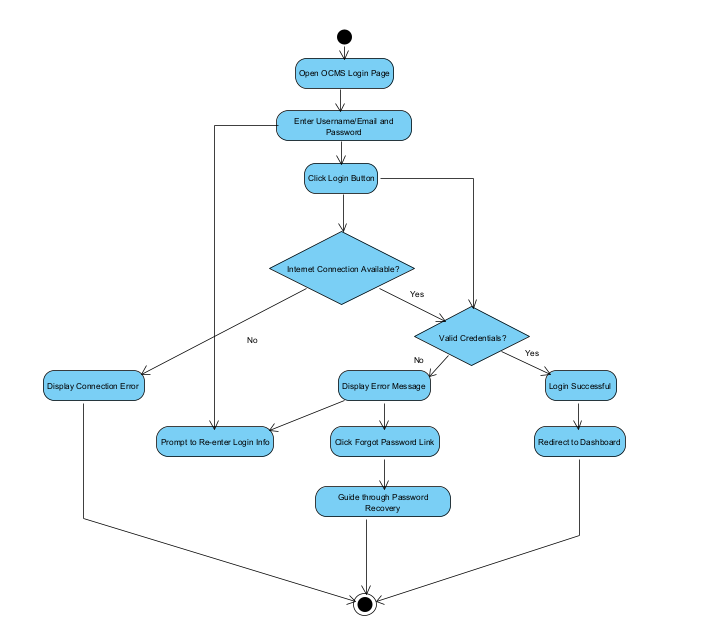 Open OCMS Login Page
Enter Username/Email and
Password
Click Login Button
Internet Connection Available?
Yes
No
Valid Credentials?
No
Yes
Display Connection Error
Display Error Message
Login Successful
Prompt to Re-enter Login Info
Click Forgot Password Link
Redirect to Dashboard
Guide through Password
Recovery